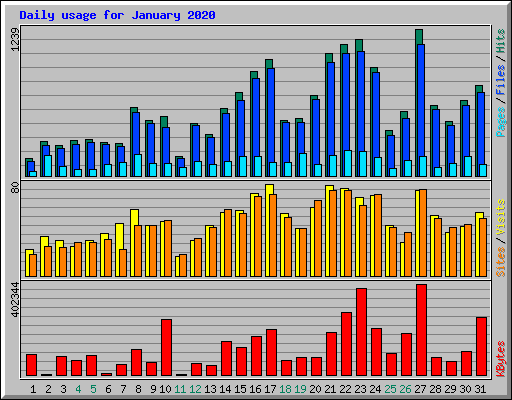 Daily usage for January 2020
1239
Pages / Files / Hits
80
Sites / Visits
402344
KBytes
1 2 3 4 5 6 7 8 9 10 11 12 13 14 15 16 17 18 19 20 21 22 23 24 25 26 27 28 29 30 31